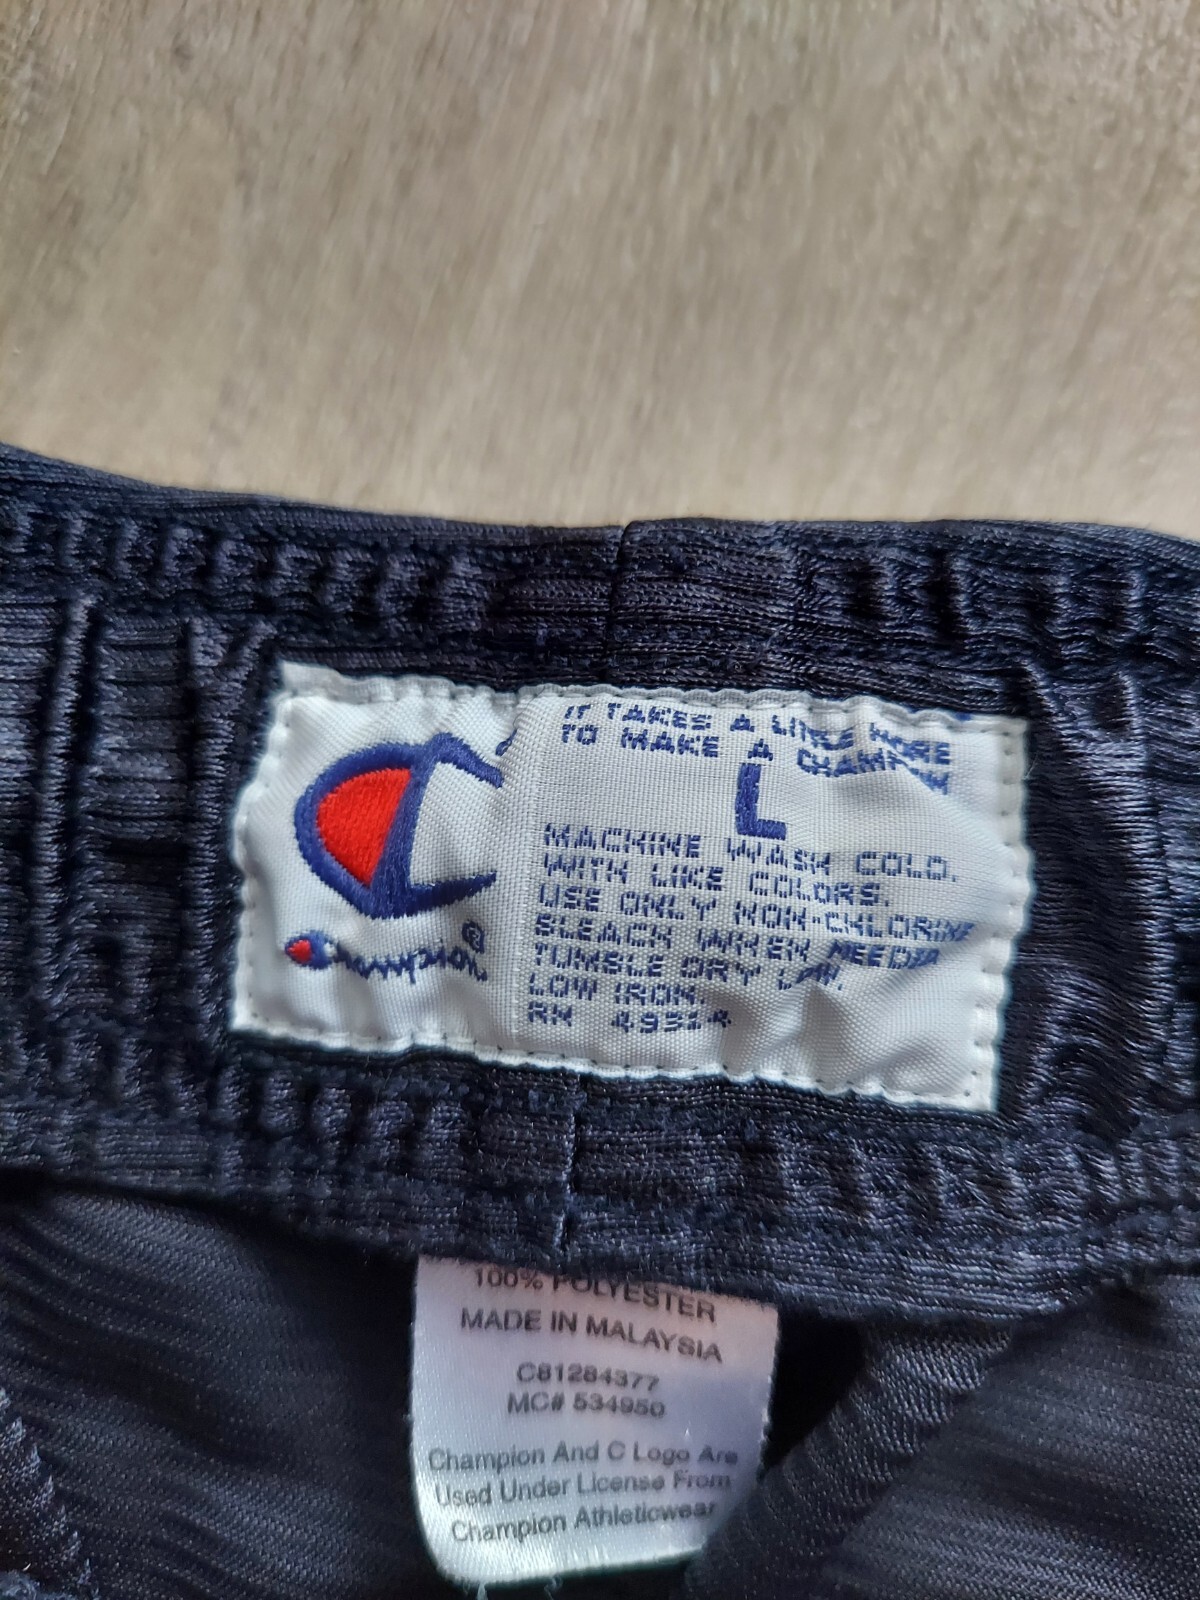 Champion®
IT TAKES A LITTLE MORE
TO MAKE A CHAMPION
L
MACHINE WASH COLD.
WITH LIKE COLORS.
USE ONLY NON-CHLORINE
BLEACH WHEN NEEDED
TUMBLE DRY LOW.
LOW IRON.
RN 49314
100% POLYESTER
MADE IN MALAYSIA
C81284377
MC# 534950
Champion And C Logo Are
Used Under License From
Champion Athleticwear